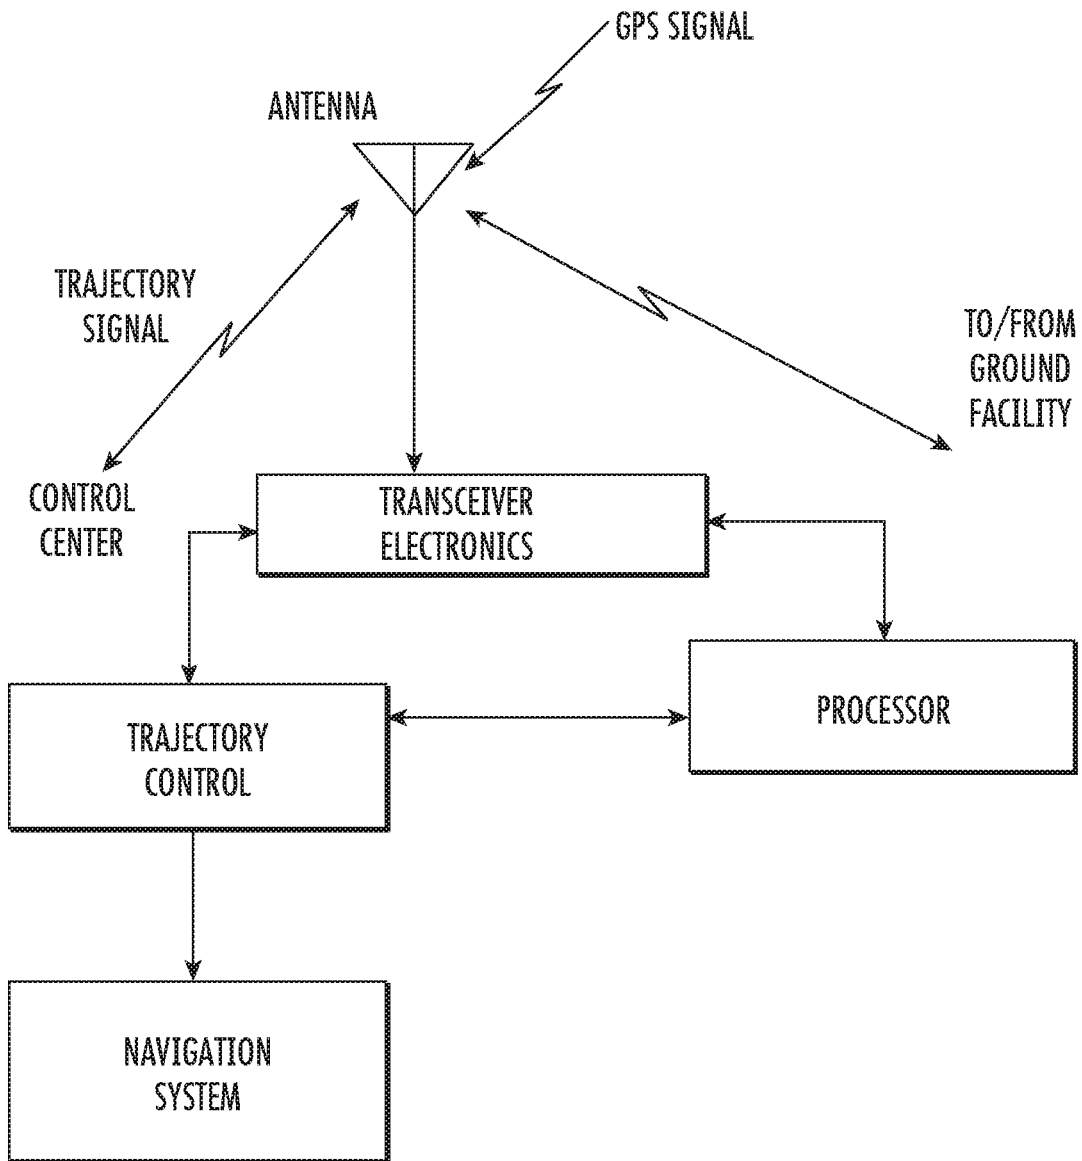 GPS SIGNAL
ANTENNA
TRAJECTORY
SIGNAL
TO/FROM
GROUND
FACILITY
CONTROL
CENTER
TRANSCEIVER
ELECTRONICS
PROCESSOR
TRAJECTORY
CONTROL
NAVIGATION
SYSTEM